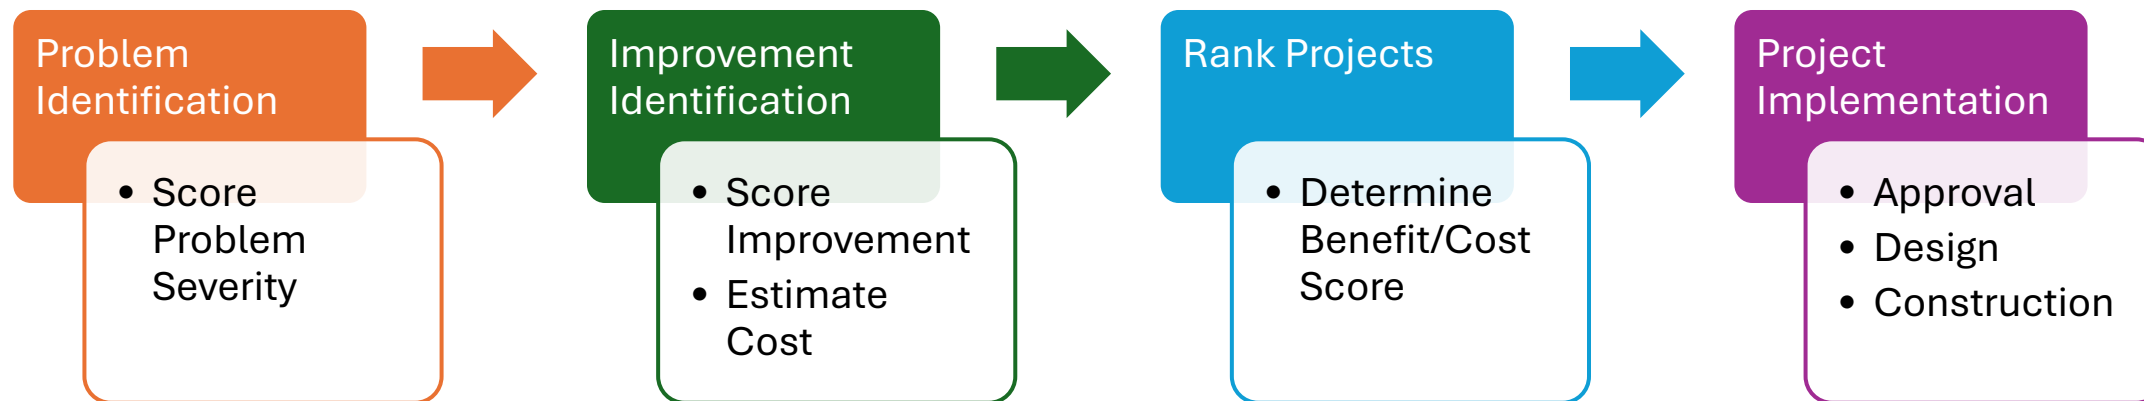 Problem
Identification
• Score
Problem
Severity
Improvement
Identification
• Score
Improvement
• Estimate
Cost
Rank Projects
• Determine
Benefit/Cost
Score
Project
Implementation
• Approval
• Design
• Construction